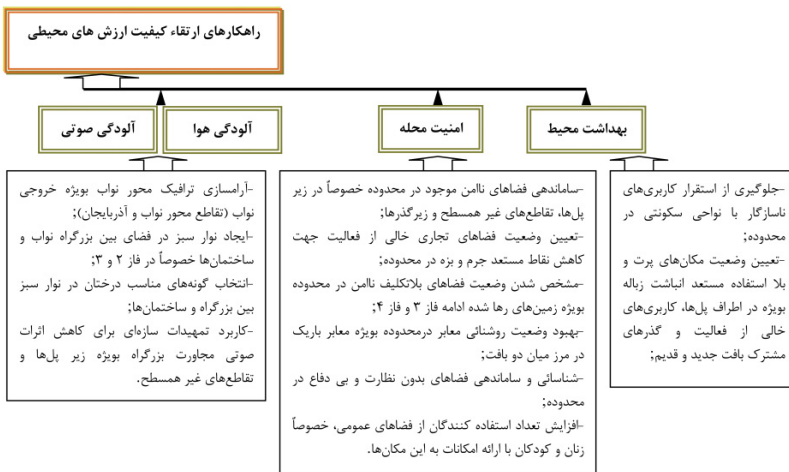 راهکارهای ارتقاء کیفیت ارزش های محیطی
بهداشت محیط
امنیت محله
آلودگی هوا
آلودگی صوتی
-جلوگیری از استقرار کاربری‌های
ناسازگار با نواحی سکونتی در
محدوده;
-تعیین وضعیت مکان‌های پرت و
بلا استفاده مستعد انباشت زباله
بویژه در اطراف پل‌ها، کاربری‌های
خالی از فعالیت و گذرهای
مشترک بافت جدید و قدیم;
-ساماندهی فضاهای ناامن موجود در محدوده خصوصاً در زیر
پل‌ها، تقاطع‌های غیر همسطح و زیرگذرها;
-تعیین وضعیت فضاهای تجاری خالی از فعالیت جهت
کاهش نقاط مستعد جرم و بزه در محدوده;
-مشخص شدن وضعیت فضاهای بلاتکلیف ناامن در محدوده
بویژه زمین‌های رها شده ادامه فاز ۳ و فاز ۴;
-بهبود وضعیت روشنائی معابر درمحدوده بویژه معابر باریک
در مرز میان دو بافت;
-شناسائی و ساماندهی فضاهای بدون نظارت و بی دفاع در
محدوده;
-افزایش تعداد استفاده کنندگان از فضاهای عمومی، خصوصاً
زنان و کودکان با ارائه امکانات به این مکان‌ها.
-آرامسازی ترافیک محور نواب بویژه خروجی
نواب (تقاطع محور نواب و آذربایجان);
-ایجاد نوار سبز در فضای بین بزرگراه نواب و
ساختمان‌ها خصوصاً در فاز ۲ و ۳;
-انتخاب گونه‌های مناسب درختان در نوار سبز
بین بزرگراه و ساختمان‌ها;
-کاربرد تمهیدات سازه‌ای برای کاهش اثرات
صوتی مجاورت بزرگراه بویژه زیر پل‌ها و
تقاطع‌های غیر همسطح.